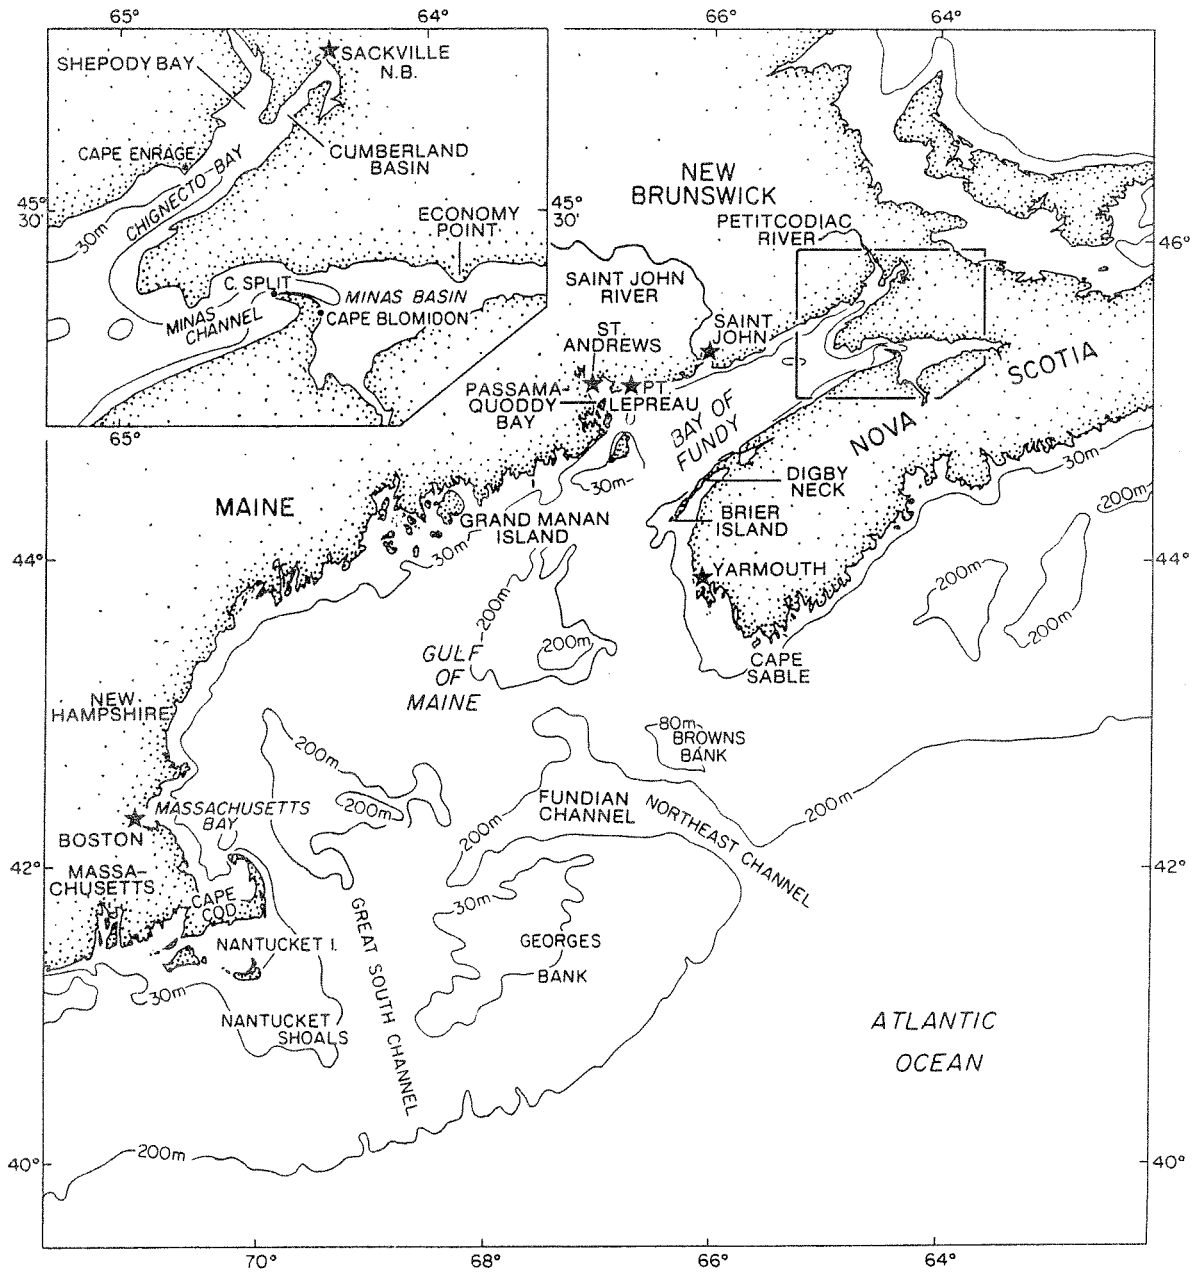 65°
64°
66°
64°
SACKVILLE
N.B.
SHEPODY BAY
CAPE ENRAGE
CUMBERLAND
BASIN
CHIGNECTO-BAY
30m
ECONOMY
POINT
C. SPLIT
MINAS BASIN
MINAS
CHANNEL
CAPE BLOMIDON
45°
30'
45°
30'
65°
NEW
BRUNSWICK
PETITCODIAC
RIVER
46°
SAINT JOHN
RIVER
SAINT
JOHN
ST.
ANDREWS
PASSAMA-
QUODDY
BAY
PT.
LEPREAU
BAY OF
FUNDY
NOVA
SCOTIA
30m
200m
30m
DIGBY
NECK
BRIER
ISLAND
MAINE
GRAND MANAN
ISLAND
30m
44°
44°
YARMOUTH
200m
200m
200m
200m
CAPE
SABLE
GULF
OF
MAINE
NEW
HAMPSHIRE
200m
80m
BROWNS
BANK
200m
FUNDIAN
CHANNEL
NORTHEAST CHANNEL
200m
200m
MASSACHUSETTS
BAY
BOSTON
42°
42°
MASSA-
CHUSETTS
CAPE
COD
30m
GREAT SOUTH CHANNEL
GEORGES
BANK
NANTUCKET I.
30m
NANTUCKET
SHOALS
ATLANTIC
OCEAN
200m
40°
40°
70°
68°
66°
64°